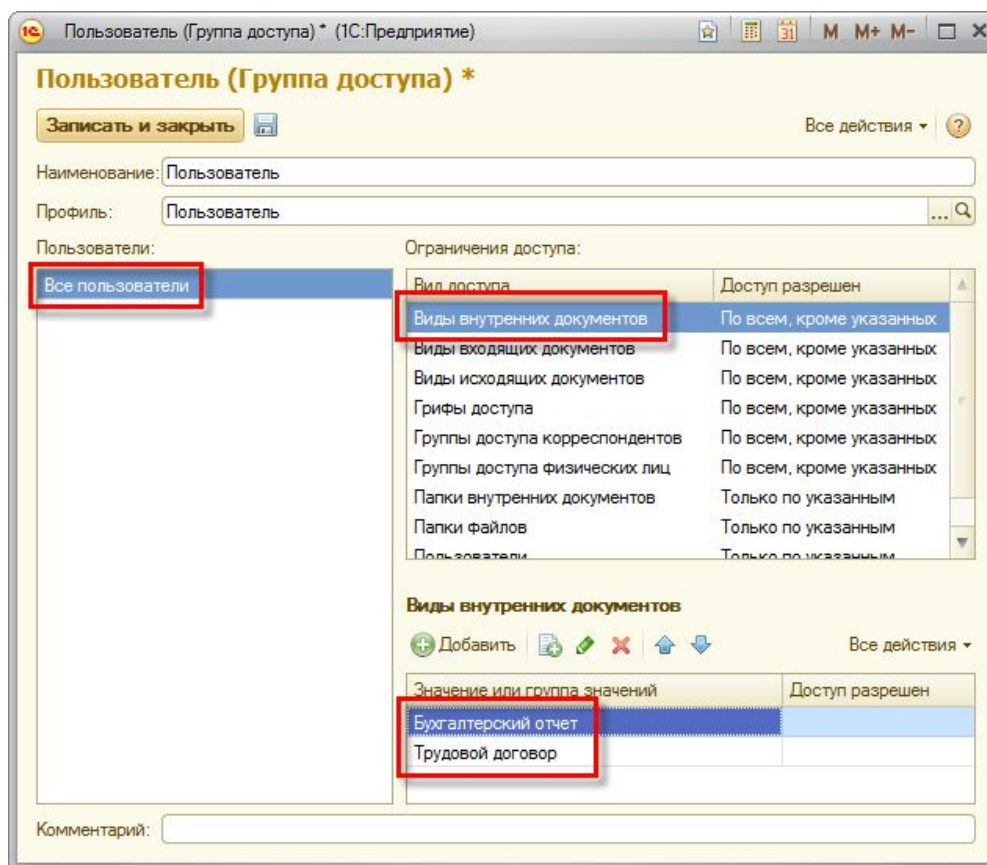 Пользователь (Группа доступа) * (1С:Предприятие)
31 M M+ M-
Пользователь (Группа доступа) *
Записать и закрыть Все действия ?
Наименование: Пользователь
Профиль: Пользователь ...
Пользователи: Ограничения доступа:
Все пользователи
Вид доступа Доступ разрешен
Виды внутренних документов По всем, кроме указанных
Виды входящих документов По всем, кроме указанных
Виды исходящих документов По всем, кроме указанных
Грифы доступа По всем, кроме указанных
Группы доступа корреспондентов По всем, кроме указанных
Группы доступа физических лиц По всем, кроме указанных
Папки внутренних документов Только по указанным
Папки файлов Только по указанным
Пользователи Только по указанным
Виды внутренних документов
Добавить Все действия
Значение или группа значений Доступ разрешен
Бухгалтерский отчет
Трудовой договор
Комментарий: